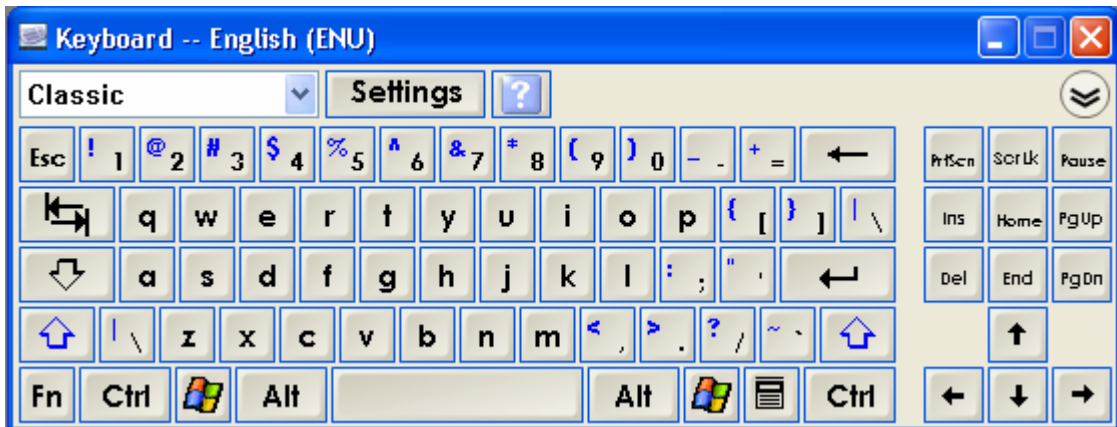 Keyboard -- English (ENU)
Classic Settings ?
Esc ! 1 @ 2 # 3 $ 4 % 5 ^ 6 & 7 * 8 ( 9 ) 0 _ - + = PrtScn ScrLk Pause
q w e r t y u i o p { [ } ] | \ Ins Home PgUp
a s d f g h j k l : ; " ' Del End PgDn
| \ z x c v b n m < , > . ? / ~ `
Fn Ctrl Alt Alt Ctrl